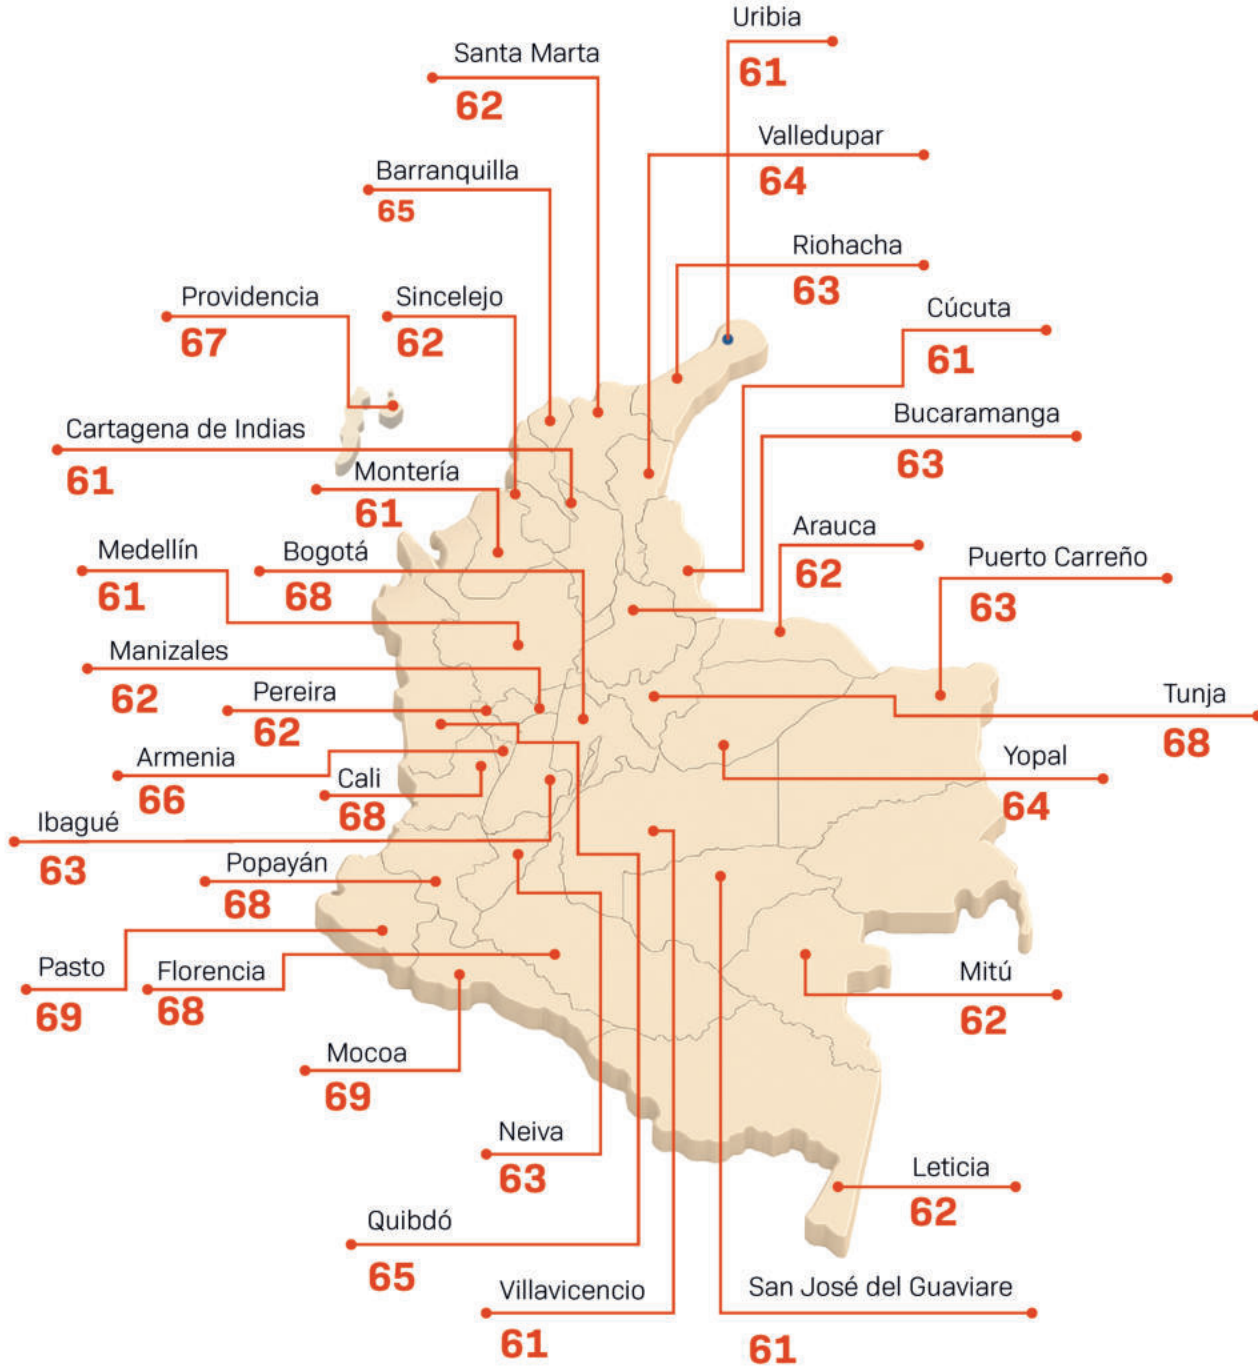 Uribia
61
Santa Marta
62
Valledupar
64
Barranquilla
65
Riohacha
63
Providencia
67
Sincelejo
62
Cúcuta
61
Cartagena de Indias
61
Bucaramanga
63
Montería
61
Medellín
61
Bogotá
68
Arauca
62
Puerto Carreño
63
Manizales
62
Pereira
62
Tunja
68
Armenia
66
Cali
68
Yopal
64
Ibagué
63
Popayán
68
Pasto
69
Florencia
68
Mitú
62
Mocoa
69
Neiva
63
Leticia
62
Quibdó
65
Villavicencio
61
San José del Guaviare
61